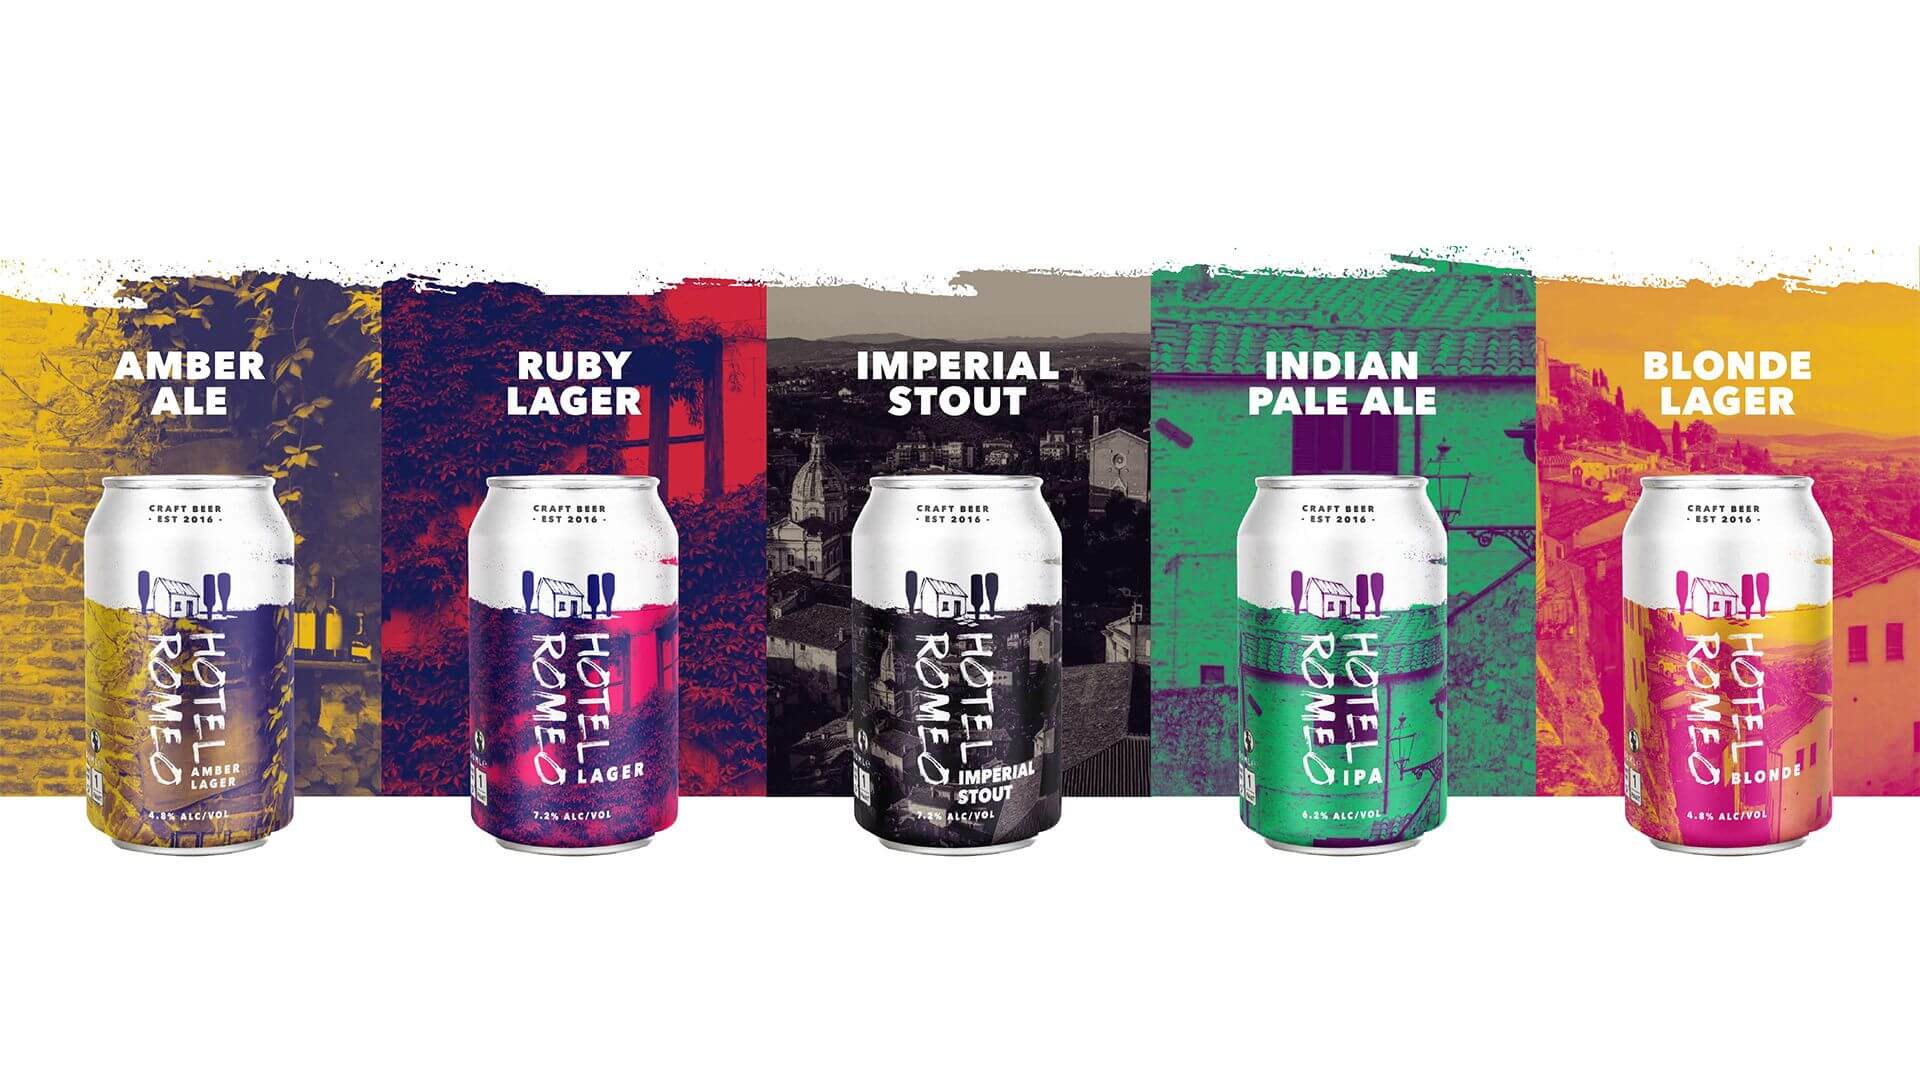 AMBER
ALE
RUBY
LAGER
IMPERIAL
STOUT
INDIAN
PALE ALE
BLONDE
LAGER
CRAFT BEER
· EST 2016 ·
HOTEL
ROMEO
AMBER
LAGER
4.8% ALC/VOL
CRAFT BEER
· EST 2016 ·
HOTEL
ROMEO
LAGER
7.2% ALC/VOL
CRAFT BEER
· EST 2016 ·
HOTEL
ROMEO
IMPERIAL
STOUT
7.2% ALC/VOL
CRAFT BEER
· EST 2016 ·
HOTEL
ROMEO
IPA
6.2% ALC/VOL
CRAFT BEER
· EST 2016 ·
HOTEL
ROMEO
BLONDE
4.8% ALC/VOL